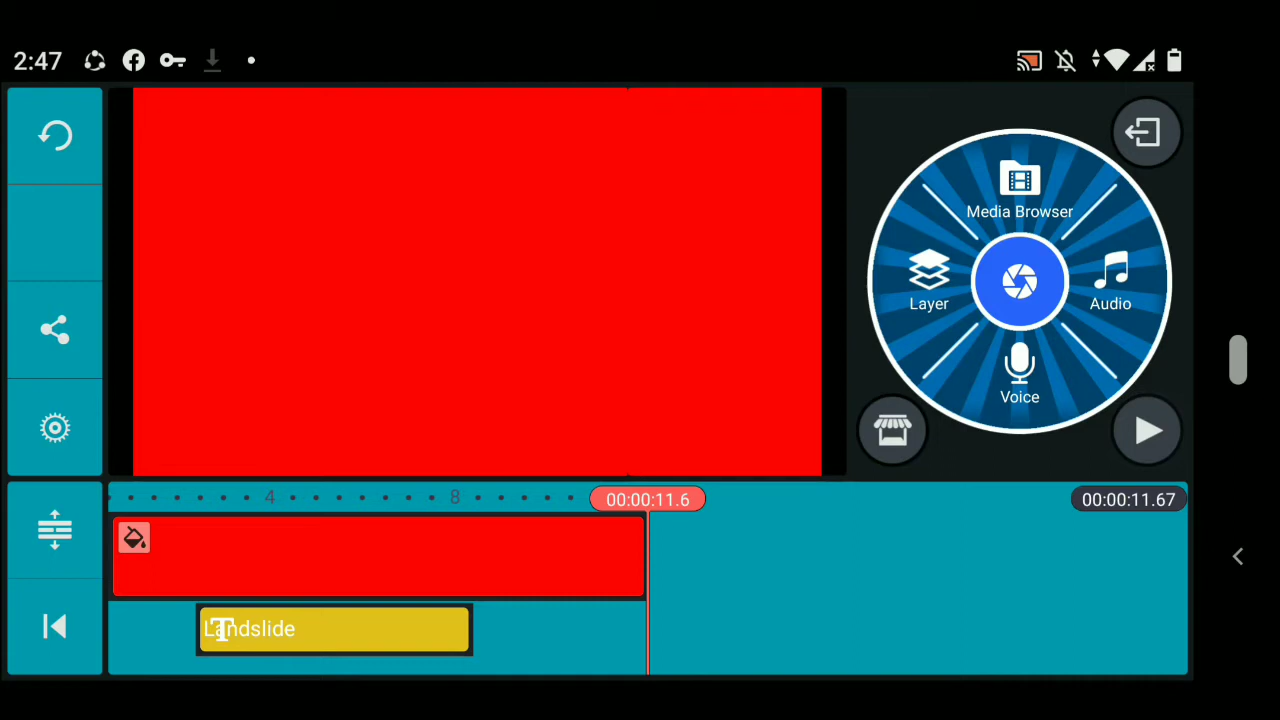 2:47
Media Browser
Layer
Audio
Voice
4
8
00:00:11.6
00:00:11.67
Landslide